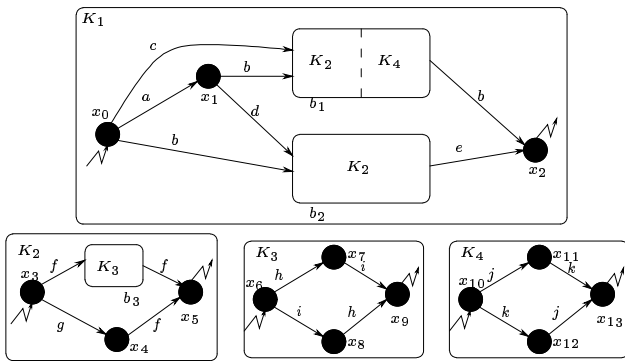 K₁
c
K₂ K₄
b
b₁
x₁
a
b
x₀
d
b
K₂
e
x₂
b₂
K₂
x₃
f
K₃
f
b₃
x₅
g
f
x₄
K₃
x₇
x₆
h
i
x₉
i
h
x₈
K₄
x₁₁
x₁₀
j
k
x₁₃
k
j
x₁₂